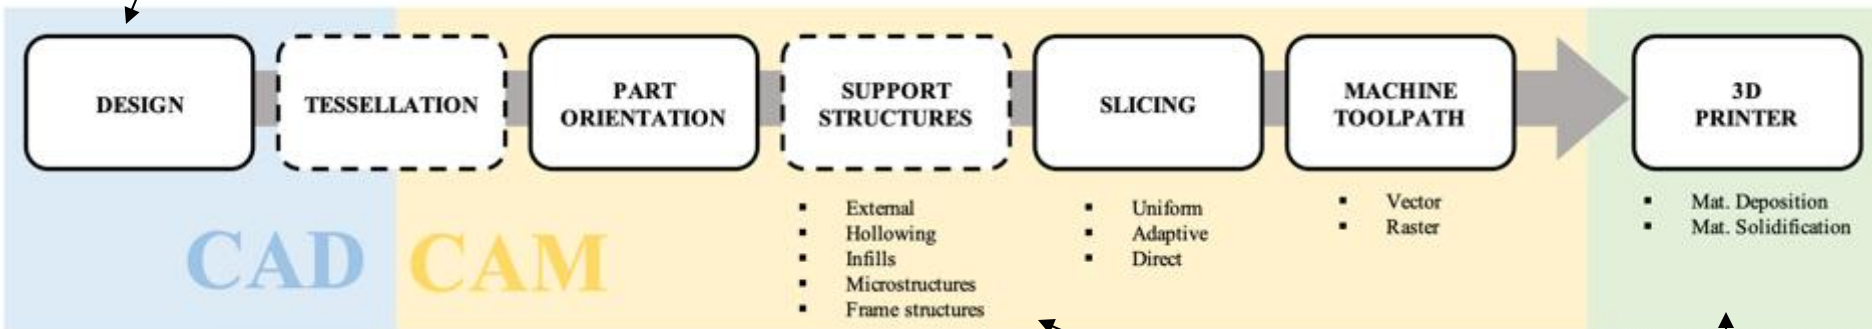 DESIGN
TESSELLATION
PART
ORIENTATION
SUPPORT
STRUCTURES
SLICING
MACHINE
TOOLPATH
3D
PRINTER
CAD
CAM
▪ External
▪ Hollowing
▪ Infills
▪ Microstructures
▪ Frame structures
▪ Uniform
▪ Adaptive
▪ Direct
▪ Vector
▪ Raster
▪ Mat. Deposition
▪ Mat. Solidification